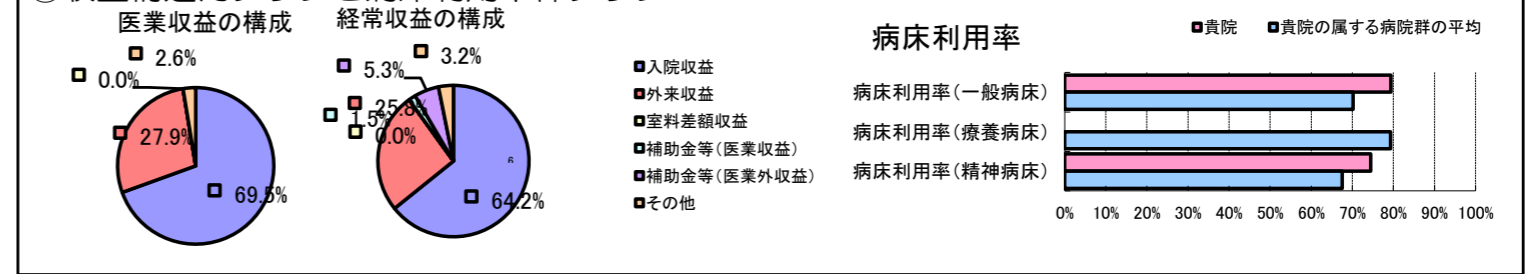 医業収益の構成
2.6%
0.0%
27.9%
69.5%
経常収益の構成
3.2%
5.3%
25.8%
1.5%
0.0%
64.2%
入院収益
外来収益
室料差額収益
補助金等(医業収益)
補助金等(医業外収益)
その他
病床利用率
貴院 貴院の属する病院群の平均
病床利用率(一般病床)
病床利用率(療養病床)
病床利用率(精神病床)
0% 10% 20% 30% 40% 50% 60% 70% 80% 90% 100%